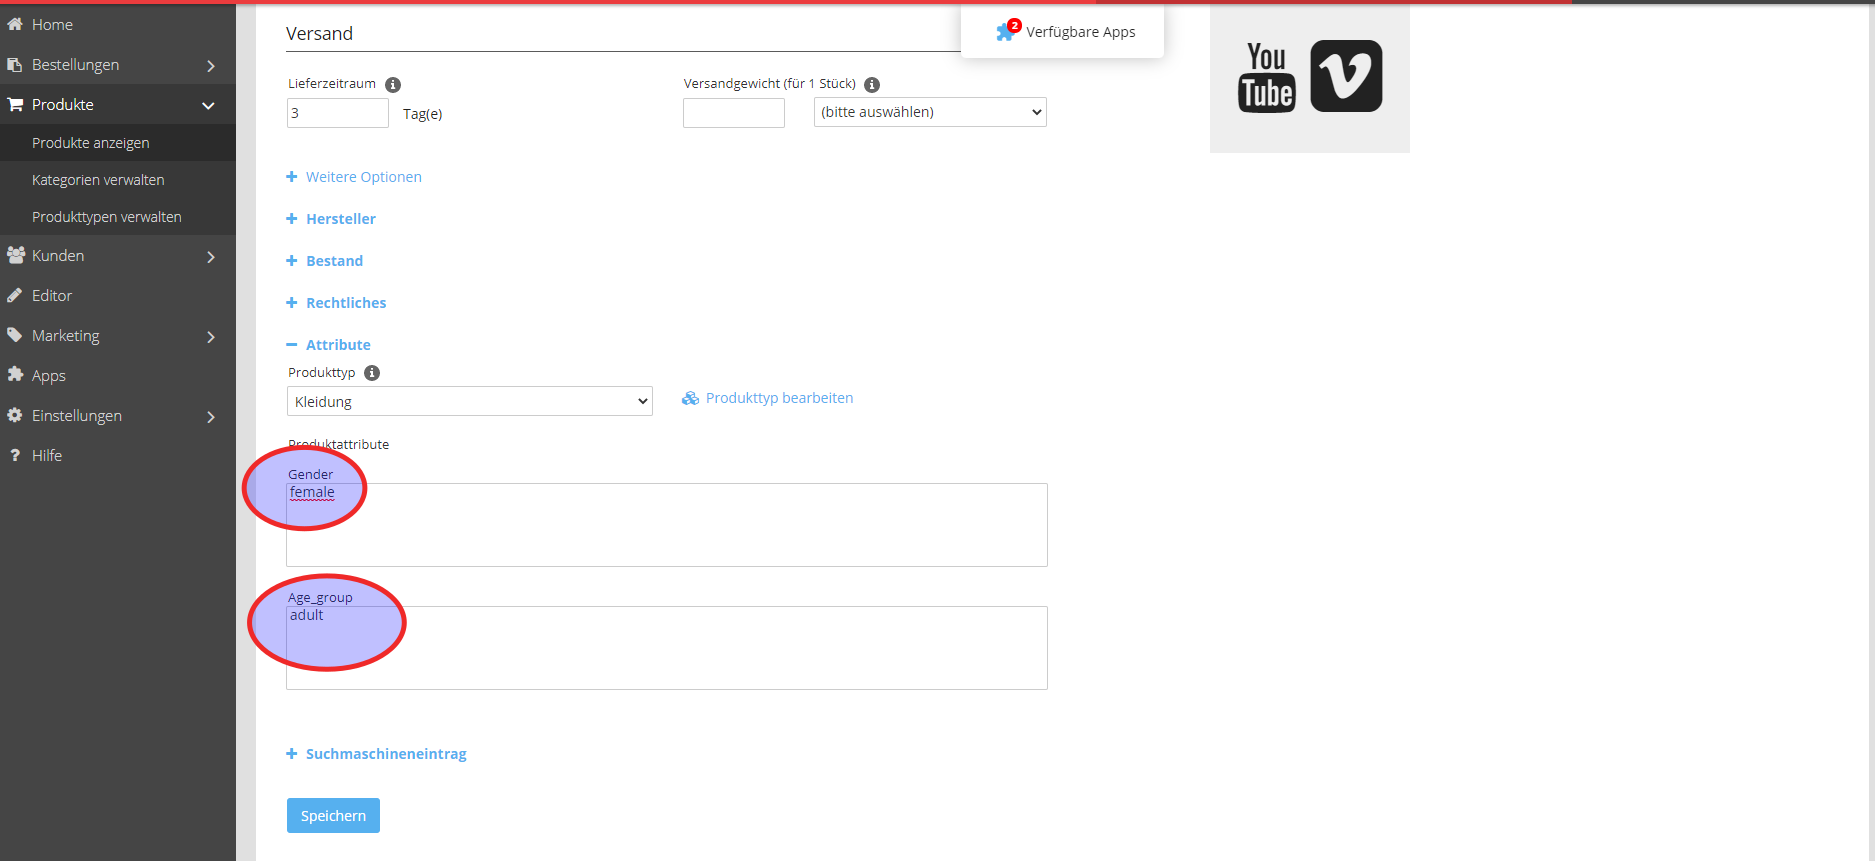 Home
Bestellungen
Produkte
Produkte anzeigen
Kategorien verwalten
Produkttypen verwalten
Kunden
Editor
Marketing
Apps
Einstellungen
? Hilfe
Versand
2 Verfügbare Apps
Lieferzeitraum i
3 Tag(e)
Versandgewicht (für 1 Stück) i
(bitte auswählen)
+ Weitere Optionen
+ Hersteller
+ Bestand
+ Rechtliches
− Attribute
Produkttyp i
Kleidung
Produkttyp bearbeiten
Produktattribute
Gender
female
Age_group
adult
+ Suchmaschineneintrag
Speichern
You
Tube